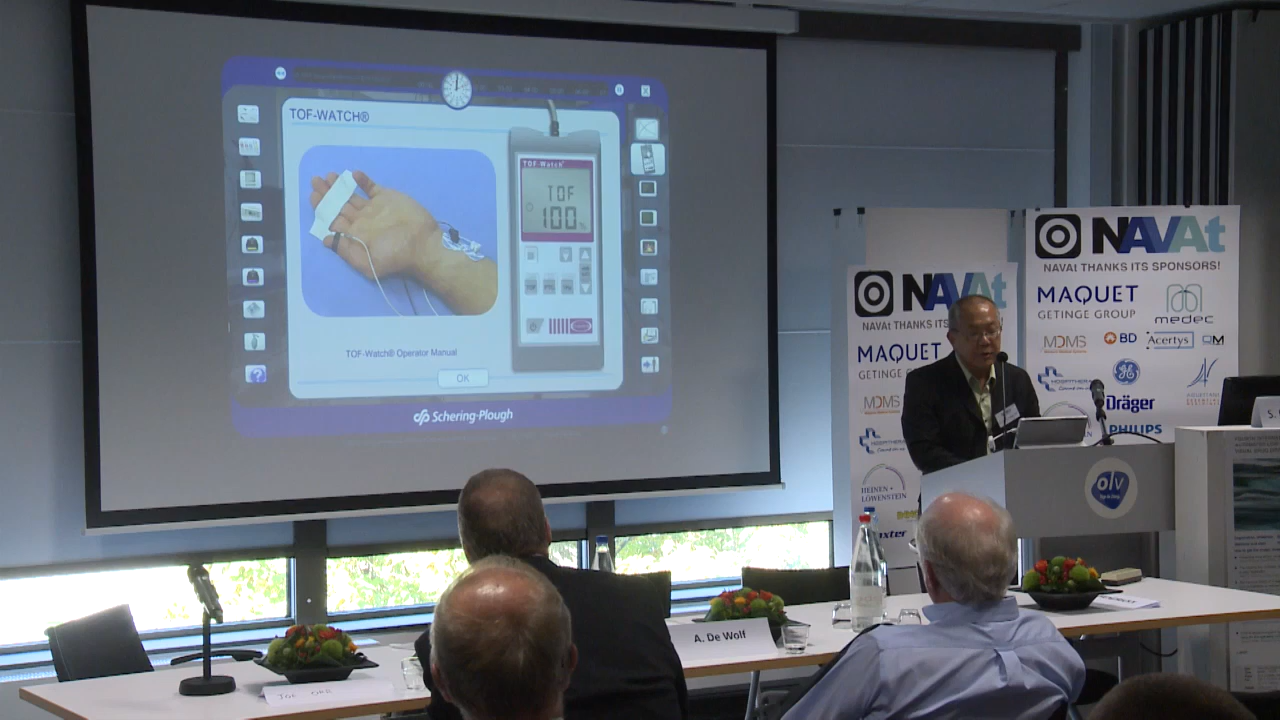 TOF-WATCH®
TOF-Watch®
TOF
100 %
TOF-Watch® Operator Manual
OK
Schering-Plough
NAVAt
NAVAt THANKS ITS
MAQUET
GETINGE
MDMS
HEINEN +
LÖWENSTEIN
NAVAt
NAVAt THANKS ITS SPONSORS!
MAQUET
GETINGE GROUP
medec
MDMS
BD
Acertys
Dräger
PHILIPS
olv
A. De Wolf